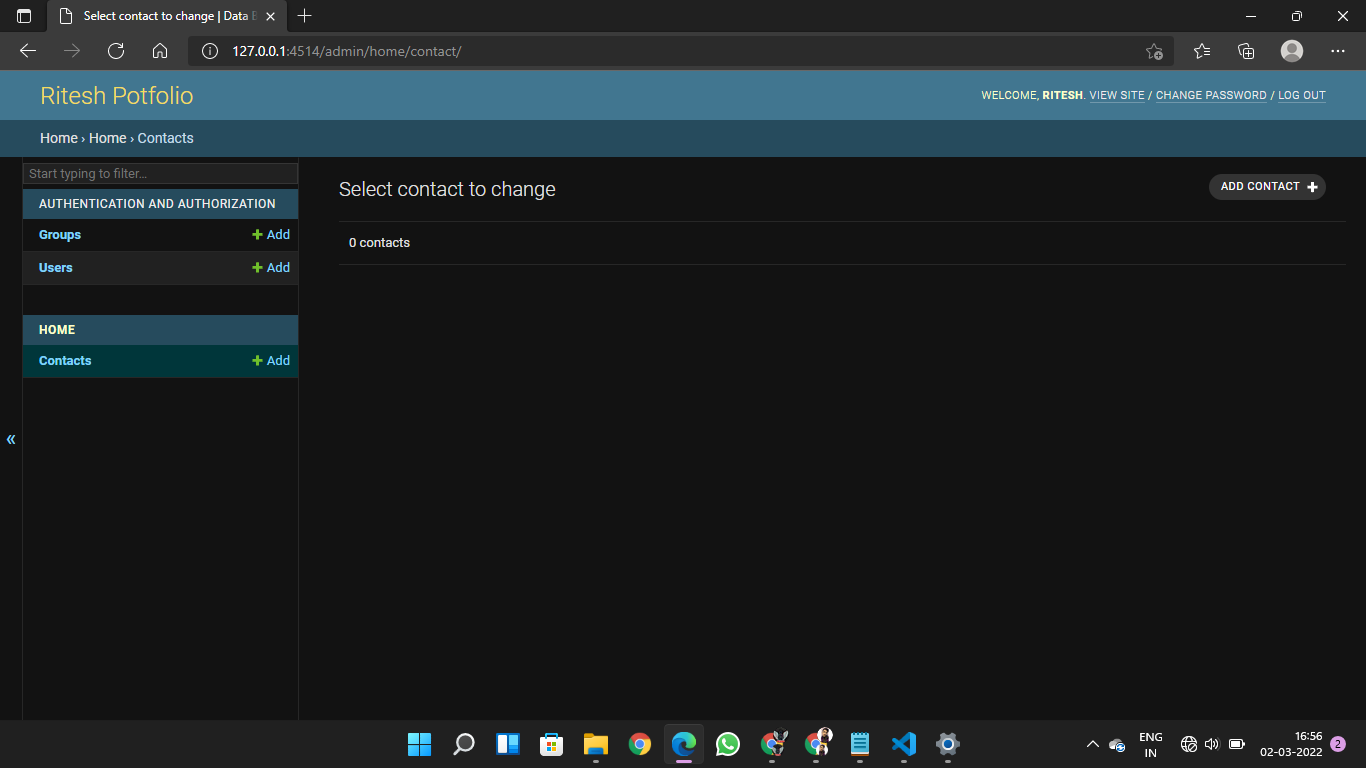 Select contact to change | Data B
127.0.0.1:4514/admin/home/contact/
Ritesh Potfolio
WELCOME, RITESH. VIEW SITE / CHANGE PASSWORD / LOG OUT
Home › Home › Contacts
Start typing to filter...
AUTHENTICATION AND AUTHORIZATION
Groups
+ Add
Users
+ Add
HOME
Contacts
+ Add
«
Select contact to change
ADD CONTACT +
0 contacts
ENG
IN
16:56
02-03-2022
2